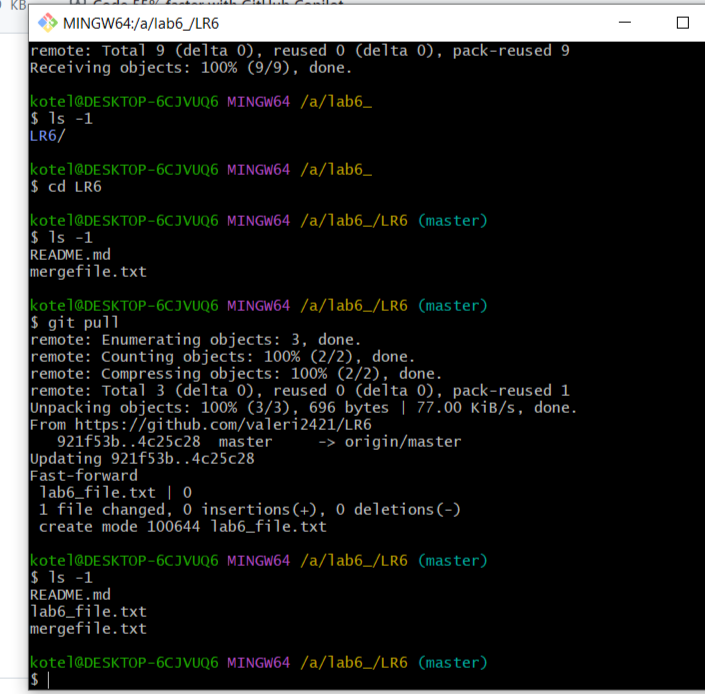 KB
Code 55% faster with GitHub Copilot
MINGW64:/a/lab6_/LR6
remote: Total 9 (delta 0), reused 0 (delta 0), pack-reused 9
Receiving objects: 100% (9/9), done.
kotel@DESKTOP-6CJVUQ6 MINGW64 /a/lab6_
$ ls -1
LR6/
kotel@DESKTOP-6CJVUQ6 MINGW64 /a/lab6_
$ cd LR6
kotel@DESKTOP-6CJVUQ6 MINGW64 /a/lab6_/LR6 (master)
$ ls -1
README.md
mergefile.txt
kotel@DESKTOP-6CJVUQ6 MINGW64 /a/lab6_/LR6 (master)
$ git pull
remote: Enumerating objects: 3, done.
remote: Counting objects: 100% (2/2), done.
remote: Compressing objects: 100% (2/2), done.
remote: Total 3 (delta 0), reused 0 (delta 0), pack-reused 1
Unpacking objects: 100% (3/3), 696 bytes | 77.00 KiB/s, done.
From https://github.com/valeri2421/LR6
   921f53b..4c25c28  master     -> origin/master
Updating 921f53b..4c25c28
Fast-forward
 lab6_file.txt | 0
 1 file changed, 0 insertions(+), 0 deletions(-)
 create mode 100644 lab6_file.txt
kotel@DESKTOP-6CJVUQ6 MINGW64 /a/lab6_/LR6 (master)
$ ls -1
README.md
lab6_file.txt
mergefile.txt
kotel@DESKTOP-6CJVUQ6 MINGW64 /a/lab6_/LR6 (master)
$